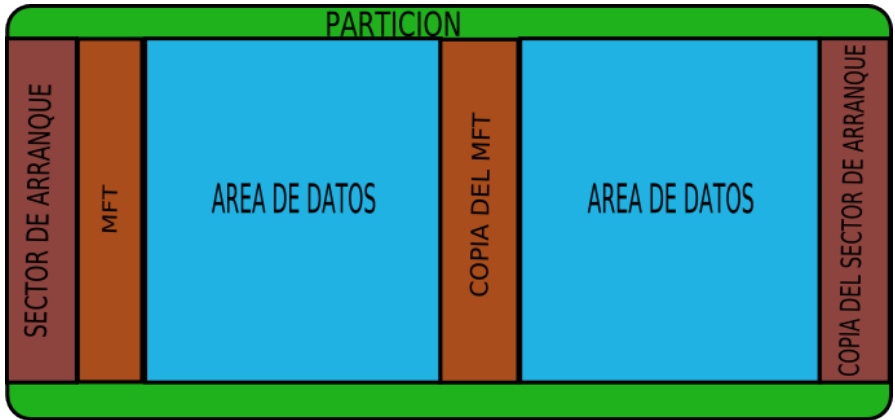 PARTICION
SECTOR DE ARRANQUE
MFT
AREA DE DATOS
COPIA DEL MFT
AREA DE DATOS
COPIA DEL SECTOR DE ARRANQUE